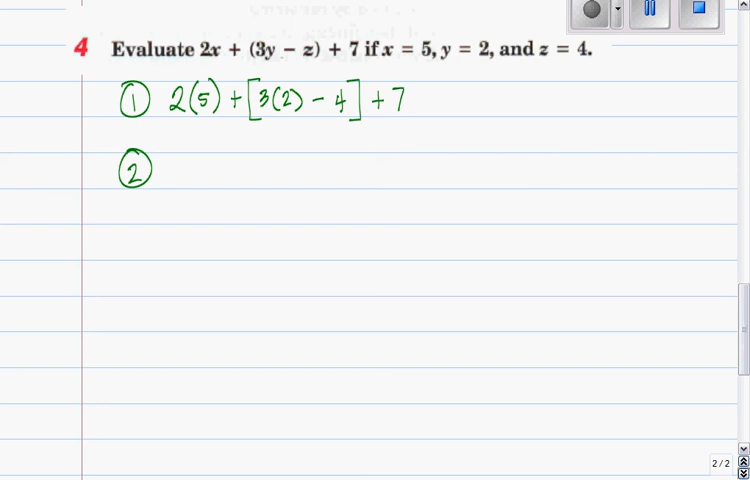 4 Evaluate 2x + (3y − z) + 7 if x = 5, y = 2, and z = 4.
① 2(5) + [3(2) − 4] + 7
②
2/2